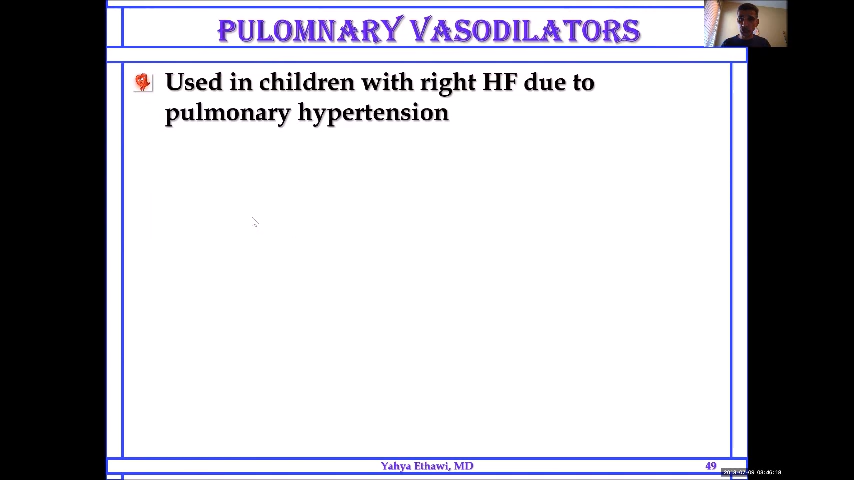 PULOMNARY VASODILATORS
Used in children with right HF due to
pulmonary hypertension
Yahya Ethawi, MD
49